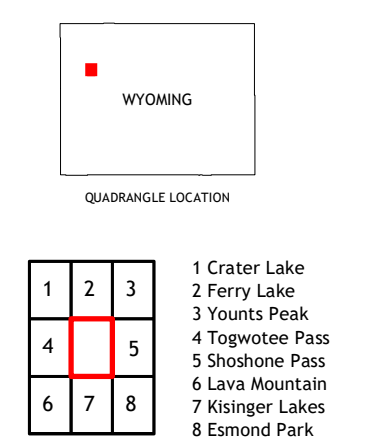 WYOMING
QUADRANGLE LOCATION
1 2 3
4 5
6 7 8
1 Crater Lake
2 Ferry Lake
3 Younts Peak
4 Togwotee Pass
5 Shoshone Pass
6 Lava Mountain
7 Kisinger Lakes
8 Esmond Park